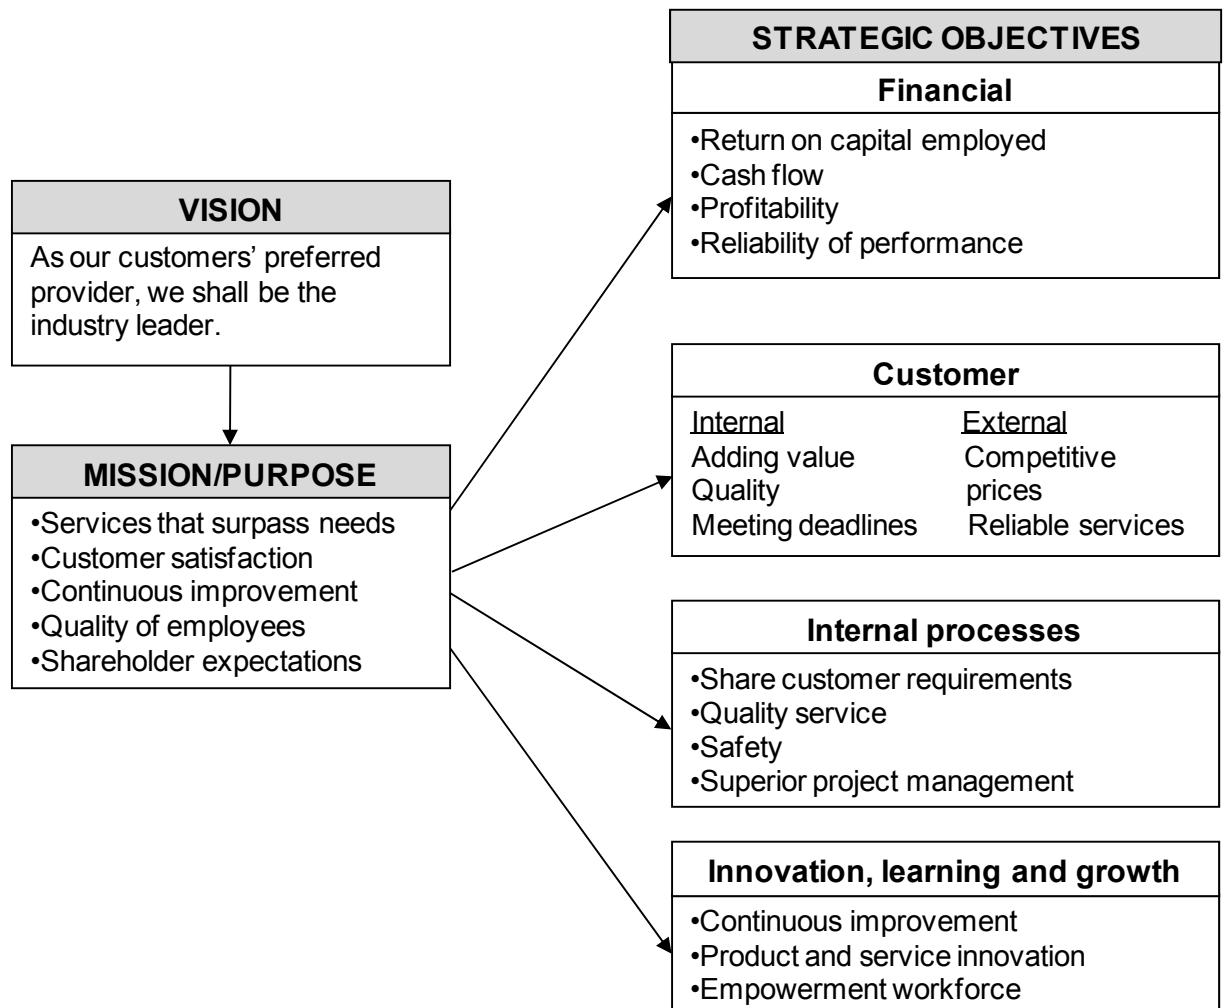 VISION
As our customers’ preferred
provider, we shall be the
industry leader.
MISSION/PURPOSE
•Services that surpass needs
•Customer satisfaction
•Continuous improvement
•Quality of employees
•Shareholder expectations
STRATEGIC OBJECTIVES
Financial
•Return on capital employed
•Cash flow
•Profitability
•Reliability of performance
Customer
Internal External
Adding value Competitive
Quality prices
Meeting deadlines Reliable services
Internal processes
•Share customer requirements
•Quality service
•Safety
•Superior project management
Innovation, learning and growth
•Continuous improvement
•Product and service innovation
•Empowerment workforce